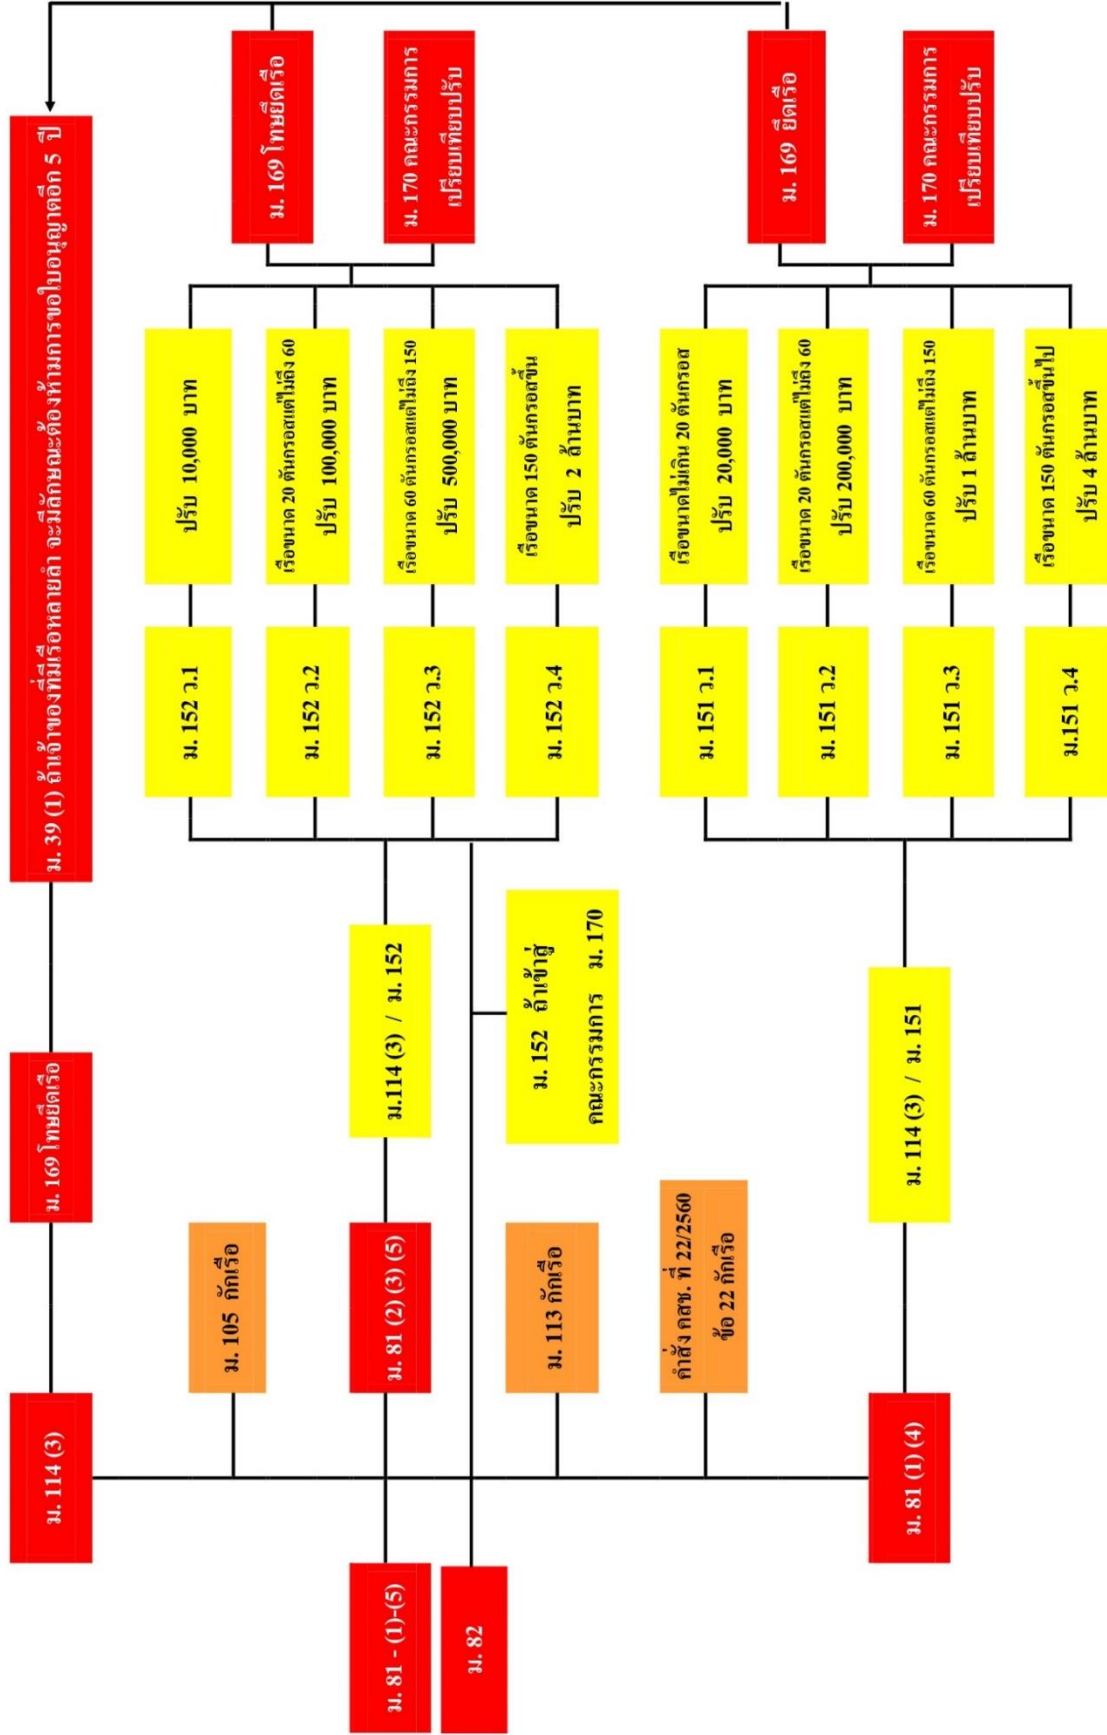 ม. 114 (3)
ม. 169 โทษยึดเรือ
ม. 39 (1) ถ้าเจ้าของที่มีเรือหลายลำ จะมีลักษณะต้องห้ามการขอใบอนุญาตอีก 5 ปี
ม. 105 กักเรือ
ม. 152 ว.1
ปรับ 10,000 บาท
ม. 169 โทษยึดเรือ
ม. 152 ว.2
เรือขนาด 20 ตันกรอสแต่ไม่ถึง 60
ปรับ 100,000 บาท
ม. 81 - (1)-(5)
ม. 81 (2) (3) (5)
ม.114 (3) / ม. 152
ม. 152 ว.3
เรือขนาด 60 ตันกรอสแต่ไม่ถึง 150
ปรับ 500,000 บาท
ม. 170 คณะกรรมการ
เปรียบเทียบปรับ
ม. 82
ม. 113 กักเรือ
ม. 152 ถ้าเข้าสู่
คณะกรรมการ ม. 170
ม. 152 ว.4
เรือขนาด 150 ตันกรอสขึ้น
ปรับ 2 ล้านบาท
คำสั่ง คสช. ที่ 22/2560
ข้อ 22 กักเรือ
ม. 151 ว.1
เรือขนาดไม่เกิน 20 ตันกรอส
ปรับ 20,000 บาท
ม. 169 ยึดเรือ
ม. 151 ว.2
เรือขนาด 20 ตันกรอสแต่ไม่ถึง 60
ปรับ 200,000 บาท
ม. 81 (1) (4)
ม. 114 (3) / ม. 151
ม. 151 ว.3
เรือขนาด 60 ตันกรอสแต่ไม่ถึง 150
ปรับ 1 ล้านบาท
ม. 170 คณะกรรมการ
เปรียบเทียบปรับ
ม.151 ว.4
เรือขนาด 150 ตันกรอสขึ้นไป
ปรับ 4 ล้านบาท